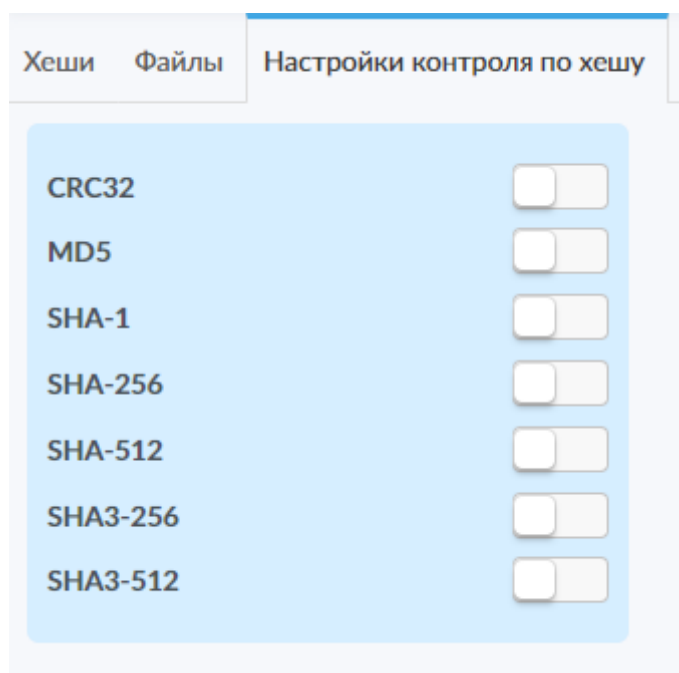 Хеши Файлы Настройки контроля по хешу
CRC32
MD5
SHA-1
SHA-256
SHA-512
SHA3-256
SHA3-512